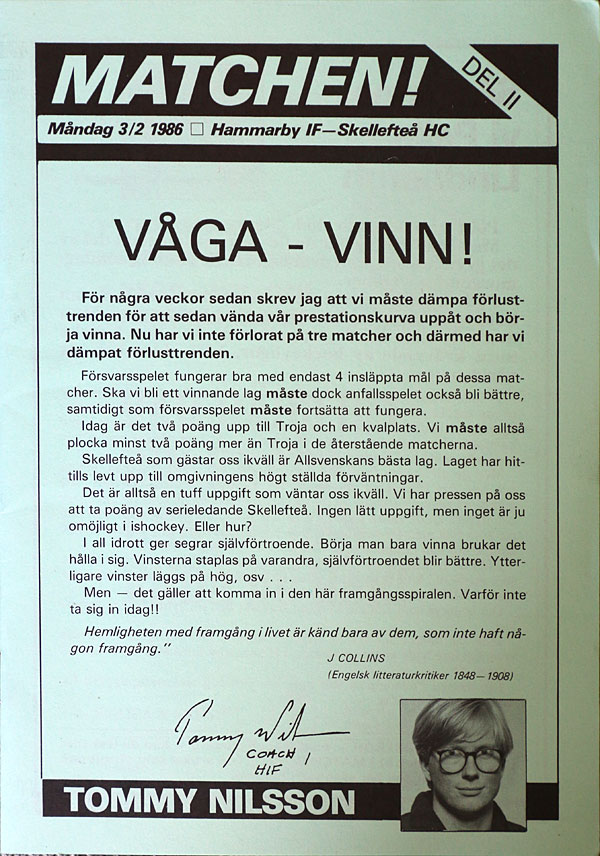 MATCHEN!
DEL II
Måndag 3/2 1986 □ Hammarby IF—Skellefteå HC
VÅGA - VINN!
För några veckor sedan skrev jag att vi måste dämpa förlust-
trenden för att sedan vända vår prestationskurva uppåt och bör-
ja vinna. Nu har vi inte förlorat på tre matcher och därmed har vi
dämpat förlusttrenden.
Försvarsspelet fungerar bra med endast 4 insläppta mål på dessa mat-
cher. Ska vi bli ett vinnande lag måste dock anfallsspelet också bli bättre,
samtidigt som försvarsspelet måste fortsätta att fungera.
Idag är det två poäng upp till Troja och en kvalplats. Vi måste alltså
plocka minst två poäng mer än Troja i de återstående matcherna.
Skellefteå som gästar oss ikväll är Allsvenskans bästa lag. Laget har hit-
tills levt upp till omgivningens högt ställda förväntningar.
Det är alltså en tuff uppgift som väntar oss ikväll. Vi har pressen på oss
att ta poäng av serieledande Skellefteå. Ingen lätt uppgift, men inget är ju
omöjligt i ishockey. Eller hur?
I all idrott ger segrar självförtroende. Börja man bara vinna brukar det
hålla i sig. Vinsterna staplas på varandra, självförtroendet blir bättre. Ytter-
ligare vinster läggs på hög, osv . . .
Men — det gäller att komma in i den här framgångsspiralen. Varför inte
ta sig in idag!!
Hemligheten med framgång i livet är känd bara av dem, som inte haft nå-
gon framgång.”
J COLLINS
(Engelsk litteraturkritiker 1848—1908)
Tommy
COACH
HIF
TOMMY NILSSON